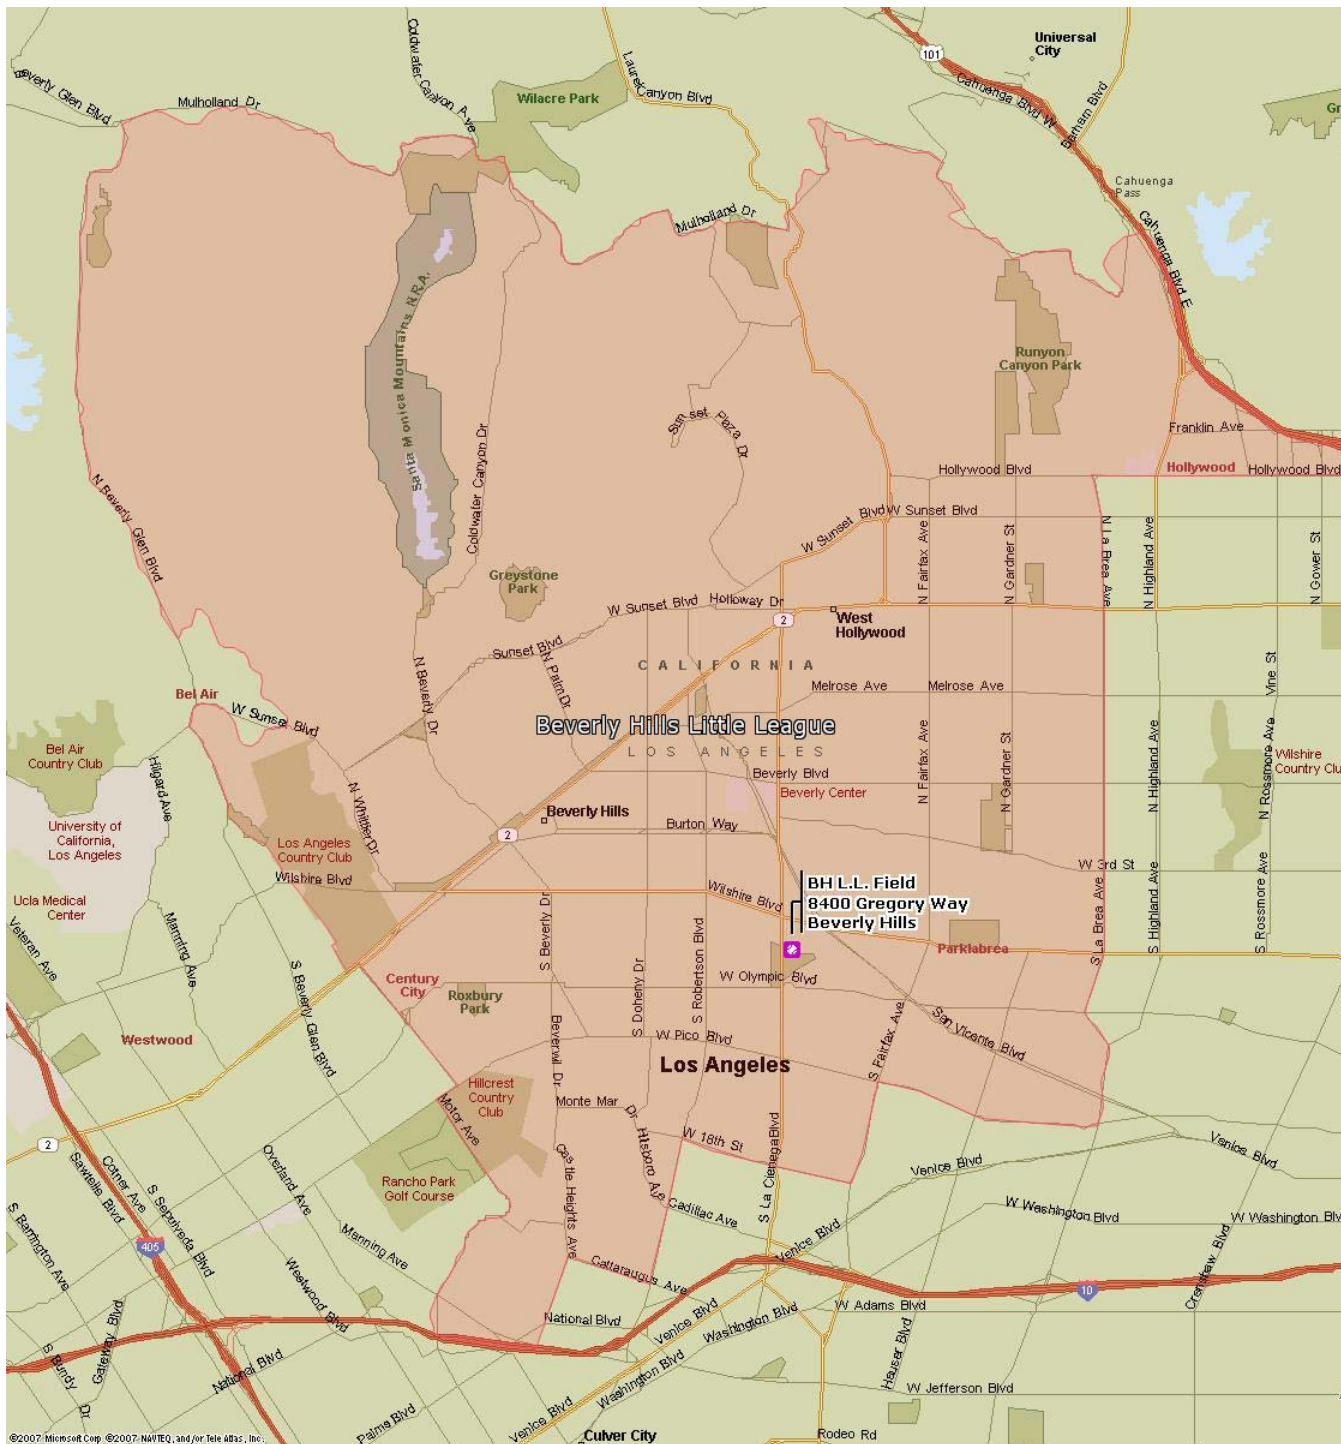 Universal
City
101
Beverly Glen Blvd
Mulholland Dr
Coldwater Canyon Ave
Wilacre Park
Laurel Canyon Blvd
Cahuenga Blvd W
Barham Blvd
Gr
Cahuenga
Pass
Mulholland Dr
Cahuenga Blvd E
Santa Monica Mountains N.R.A.
Runyon
Canyon Park
Sunset Plaza Dr
Franklin Ave
Hollywood Blvd
Hollywood
Hollywood Blvd
N Beverly Glen Blvd
Coldwater Canyon Dr
W Sunset Blvd
W Sunset Blvd
N Fairfax Ave
N Gardner St
N La Brea Ave
N Highland Ave
N Gower St
Greystone
Park
W Sunset Blvd
Holloway Dr
2
West
Hollywood
Sunset Blvd
N Palm Dr
N Beverly Dr
CALIFORNIA
Melrose Ave
Melrose Ave
Vine St
Bel Air
W Sunset Blvd
Beverly Hills Little League
LOS ANGELES
Bel Air
Country Club
Hilgard Ave
N Whittier Dr
Beverly Blvd
Beverly Center
N Fairfax Ave
N Gardner St
N Highland Ave
N Rossmore Ave
Wilshire
Country Clu
University of
California,
Los Angeles
Los Angeles
Country Club
Beverly Hills
2
Burton Way
W 3rd St
Wilshire Blvd
Wilshire Blvd
BH L.L. Field
8400 Gregory Way
Beverly Hills
Ucla Medical
Center
Veteran Ave
Manning Ave
S Beverly Glen Blvd
S Beverly Dr
S Doheny Dr
S Robertson Blvd
Parklabrea
S La Brea Ave
S Highland Ave
S Rossmore Ave
Century
City
Roxbury
Park
W Olympic Blvd
San Vicente Blvd
S Fairfax Ave
Westwood
Beverwil Dr
W Pico Blvd
Los Angeles
Hillcrest
Country
Club
Motor Ave
Monte Mar
Dr
Hillsboro Ave
W 18th St
S La Cienega Blvd
2
Sawtelle Blvd
Cotner Ave
S Sepulveda Blvd
Overland Ave
Rancho Park
Golf Course
Castle Heights Ave
Cadillac Ave
Venice Blvd
Venice Blvd
W Washington Blvd
W Washington Blv
S Barrington Ave
405
Manning Ave
Westwood Blvd
Cattaraugus Ave
Venice Blvd
Crenshaw Blvd
10
National Blvd
Venice Blvd
Washington Blvd
W Adams Blvd
Hauser Blvd
S Bundy Dr
Gateway Blvd
National Blvd
Washington Blvd
W Jefferson Blvd
Palms Blvd
Venice Blvd
Culver City
Rodeo Rd
©2007 Microsoft Corp ©2007 NAVTEQ, and/or Tele Atlas, Inc.